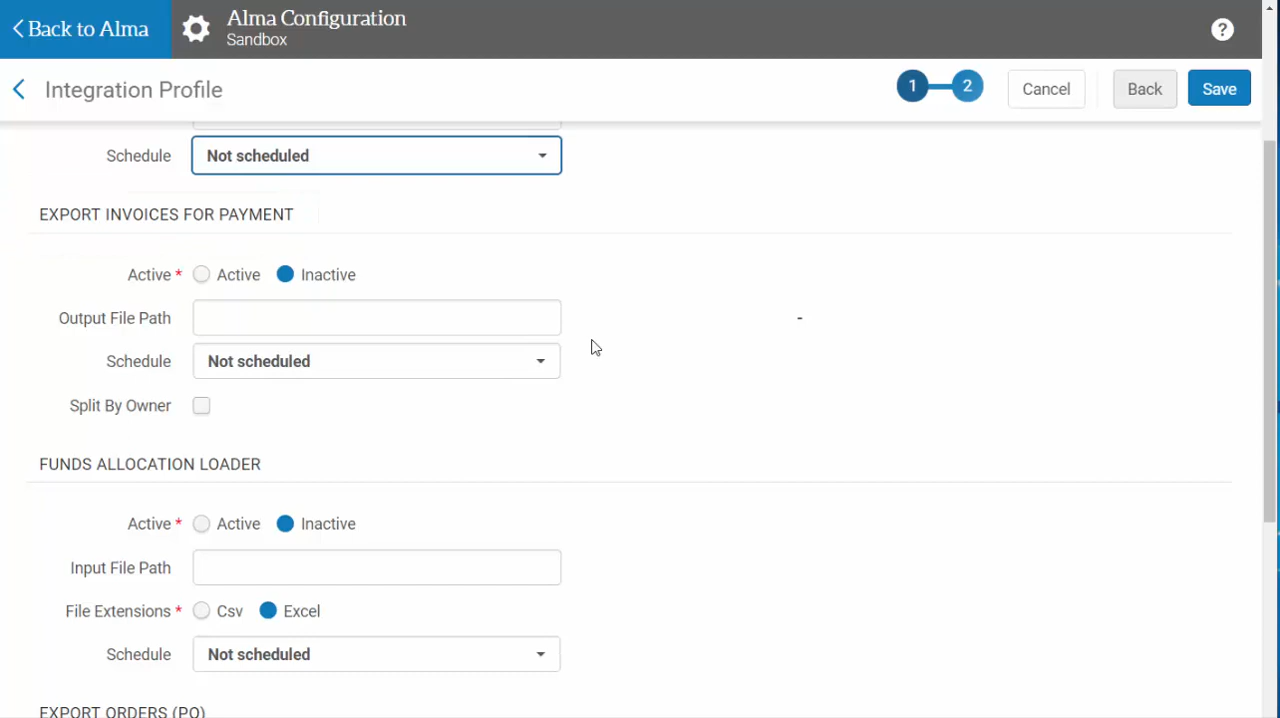 Back to Alma
Alma Configuration
Sandbox
?
Integration Profile
1
2
Cancel
Back
Save
Schedule
Not scheduled
EXPORT INVOICES FOR PAYMENT
Active *
Active
Inactive
Output File Path
-
Schedule
Not scheduled
Split By Owner
FUNDS ALLOCATION LOADER
Active *
Active
Inactive
Input File Path
File Extensions *
Csv
Excel
Schedule
Not scheduled
EXPORT ORDERS (PO)